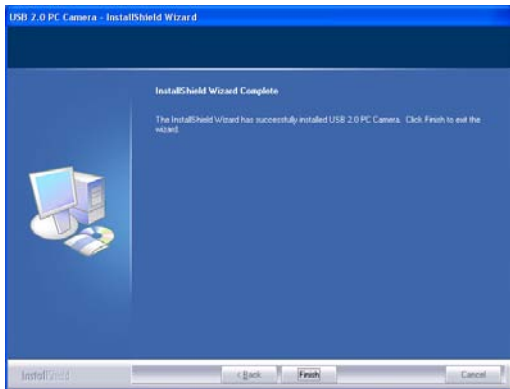 USB 2.0 PC Camera - InstallShield Wizard
InstallShield Wizard Complete
The InstallShield Wizard has successfully installed USB 2.0 PC Camera. Click Finish to exit the
wizard.
InstallShield
< Back
Finish
Cancel